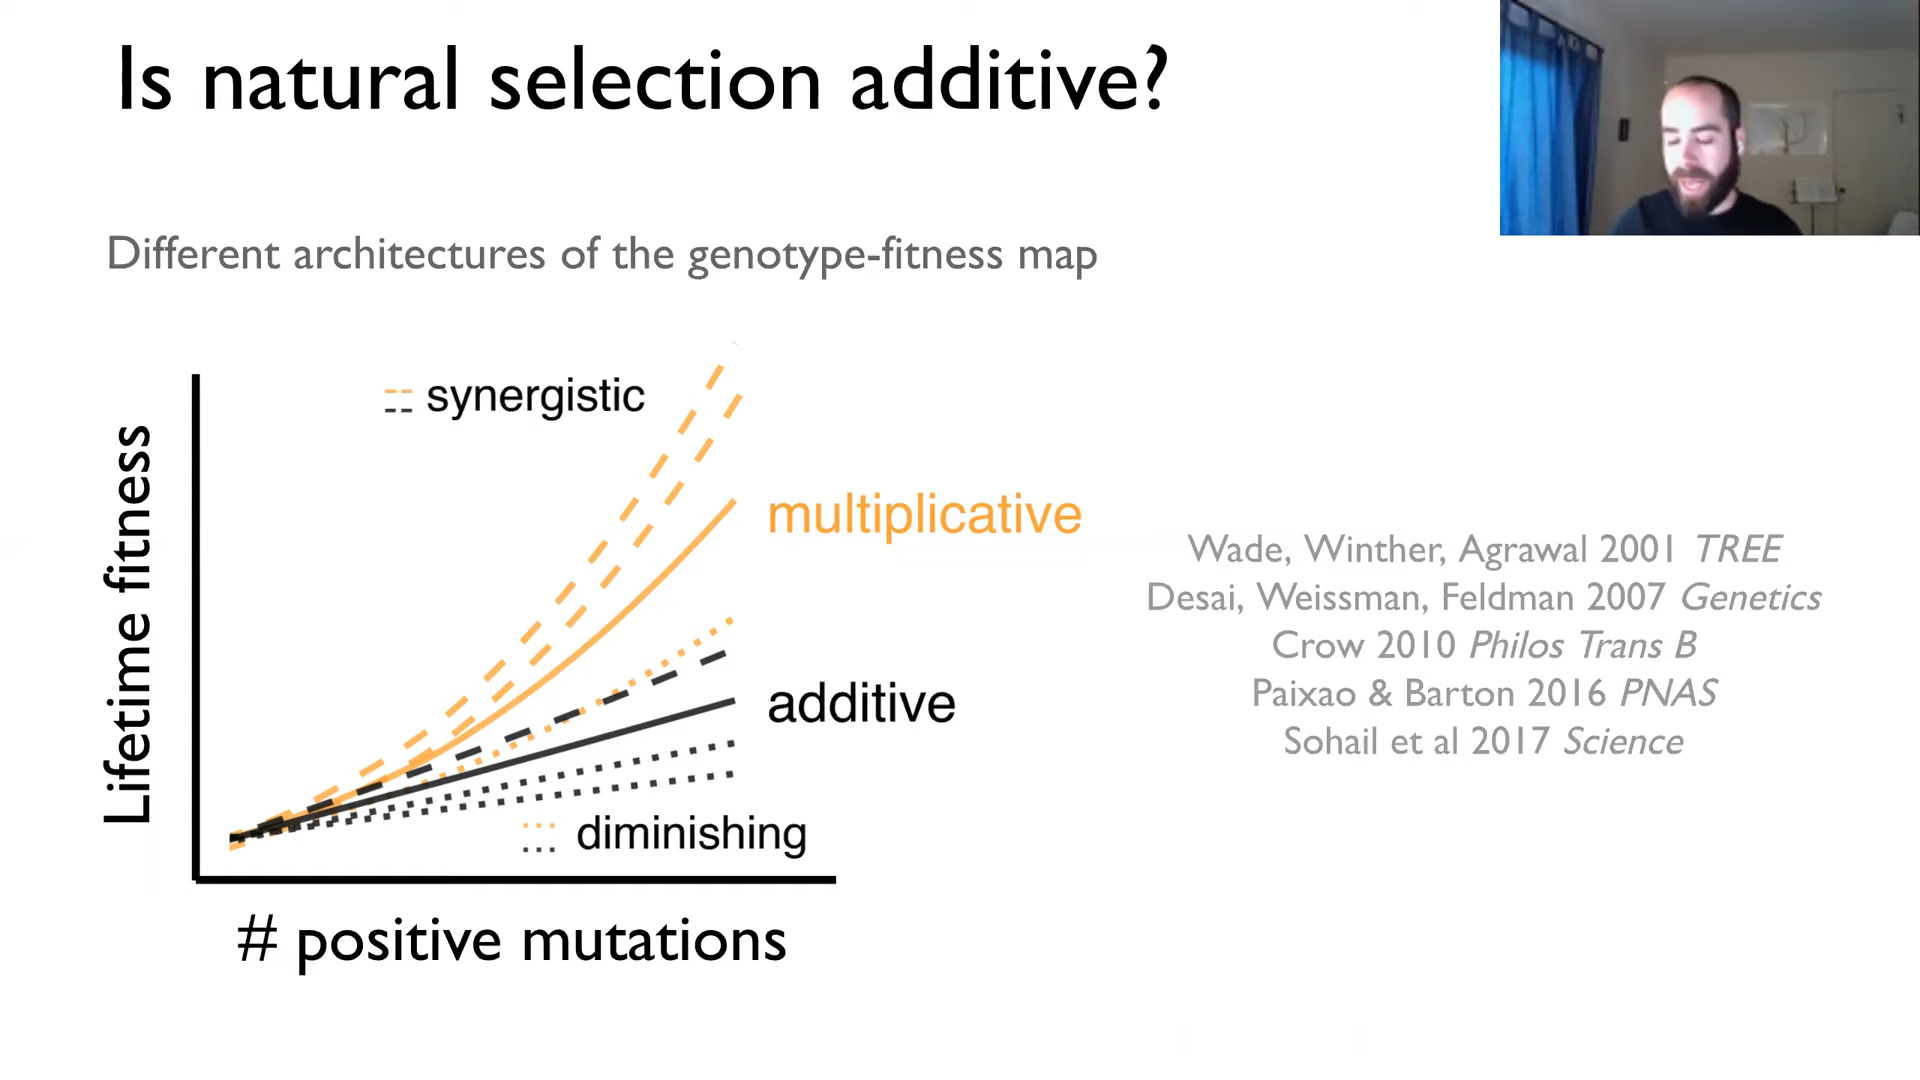 Is natural selection additive?
Different architectures of the genotype-fitness map
synergistic
multiplicative
additive
diminishing
Lifetime fitness
# positive mutations
Wade, Winther, Agrawal 2001 TREE
Desai, Weissman, Feldman 2007 Genetics
Crow 2010 Philos Trans B
Paixao & Barton 2016 PNAS
Sohail et al 2017 Science